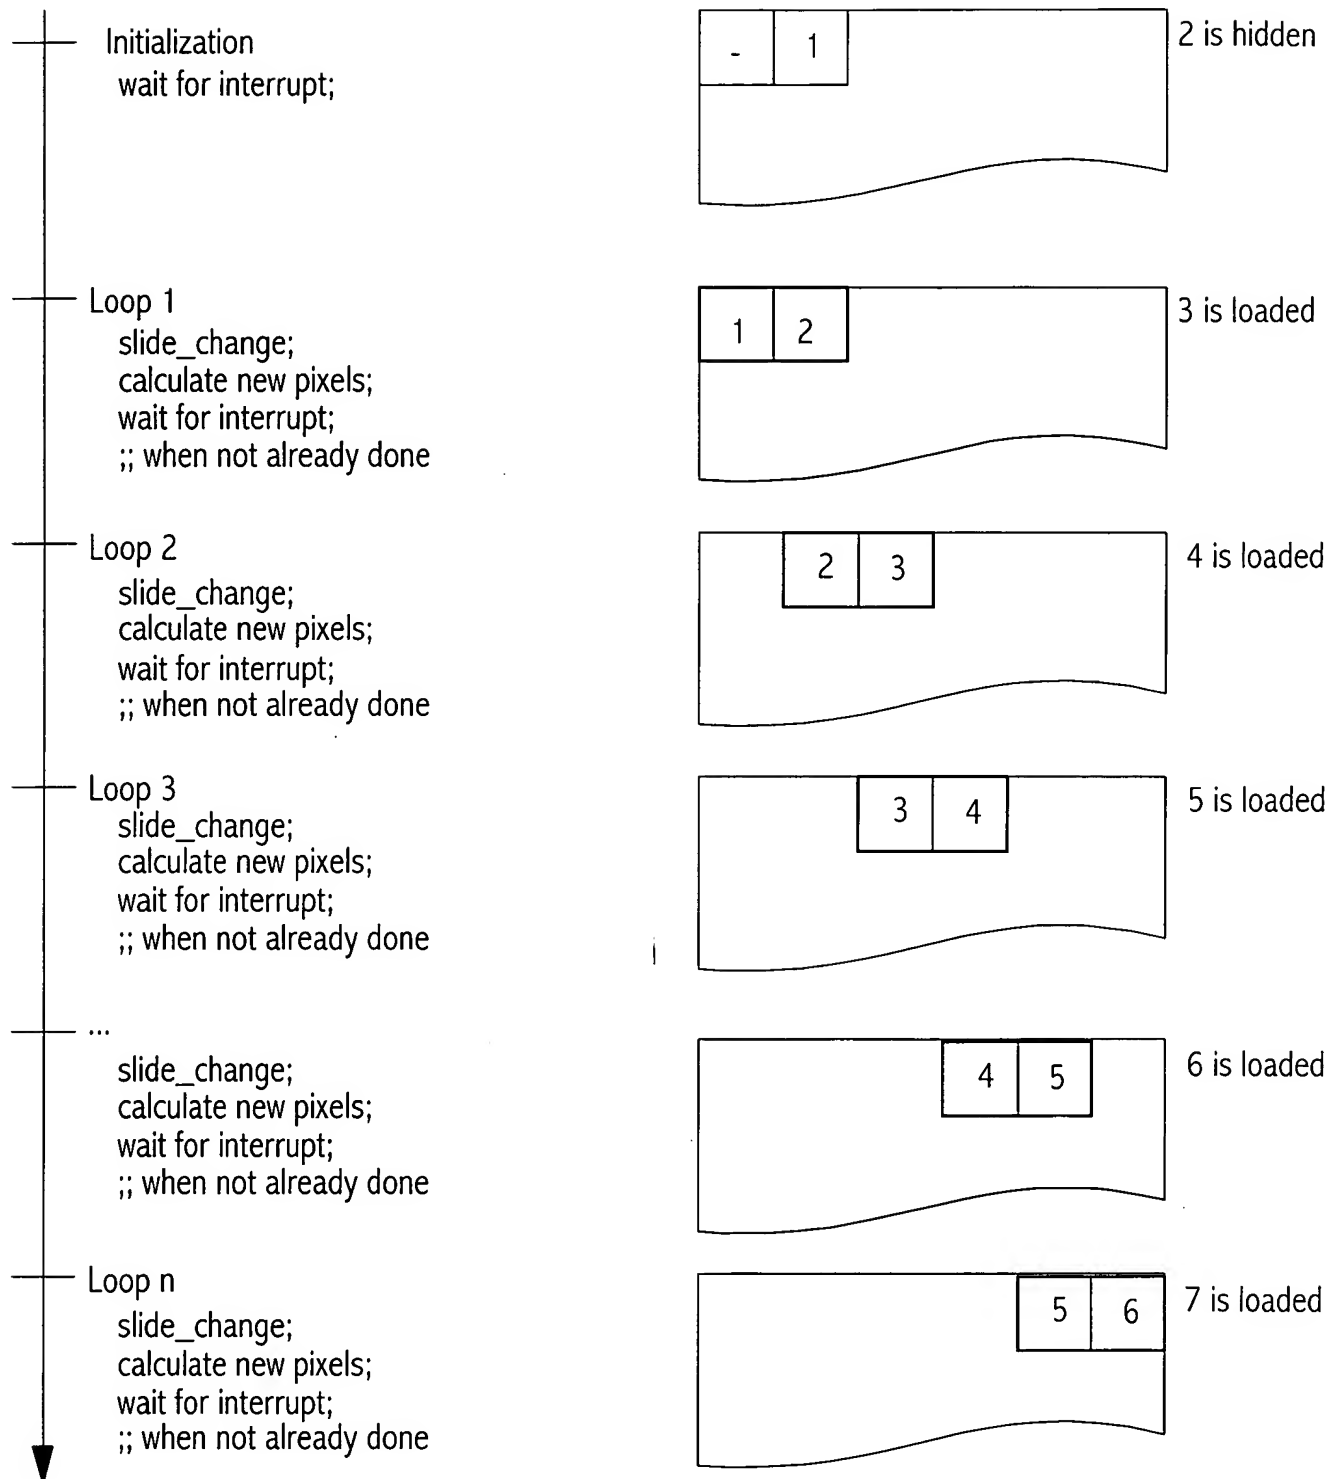 Initialization
wait for interrupt;
- 1
2 is hidden
Loop 1
slide_change;
calculate new pixels;
wait for interrupt;
;; when not already done
1 2
3 is loaded
Loop 2
slide_change;
calculate new pixels;
wait for interrupt;
;; when not already done
2 3
4 is loaded
Loop 3
slide_change;
calculate new pixels;
wait for interrupt;
;; when not already done
3 4
5 is loaded
...
slide_change;
calculate new pixels;
wait for interrupt;
;; when not already done
4 5
6 is loaded
Loop n
slide_change;
calculate new pixels;
wait for interrupt;
;; when not already done
5 6
7 is loaded